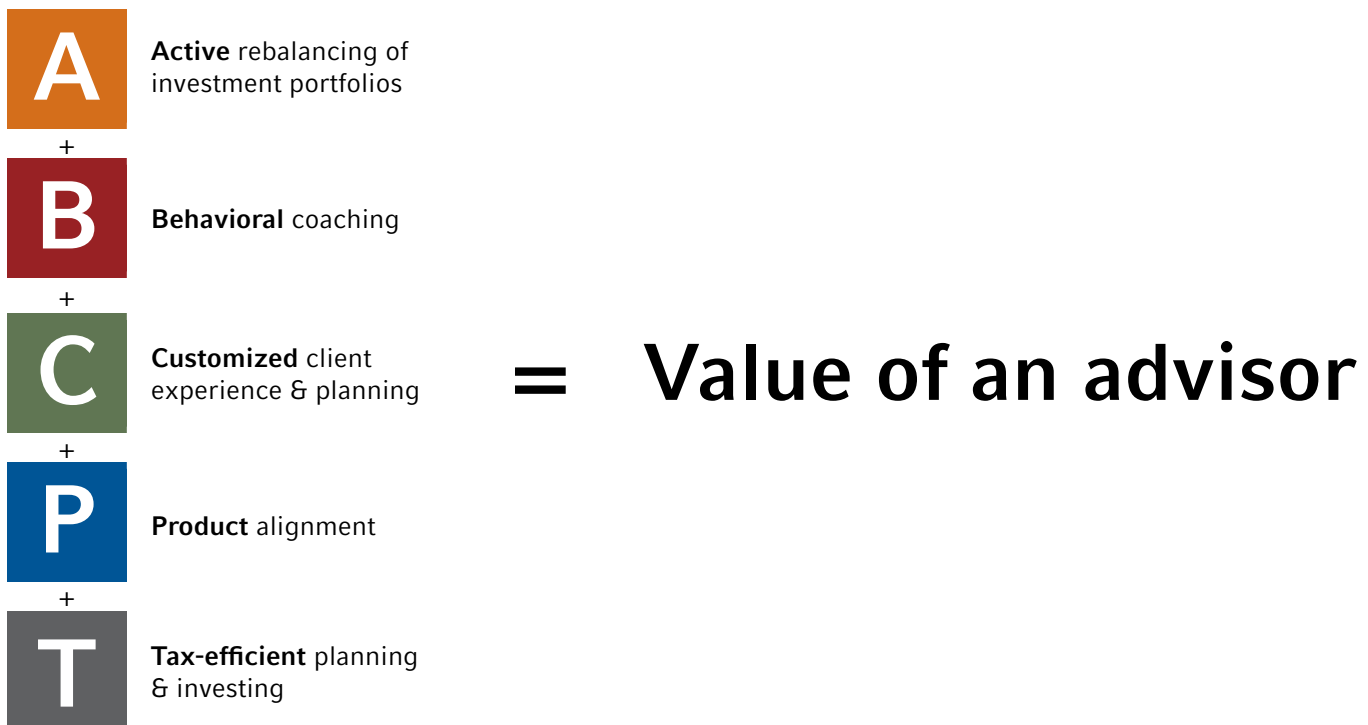 A
Active rebalancing of
investment portfolios
+
B
Behavioral coaching
+
C
Customized client
experience & planning
= Value of an advisor
+
P
Product alignment
+
T
Tax-efficient planning
& investing